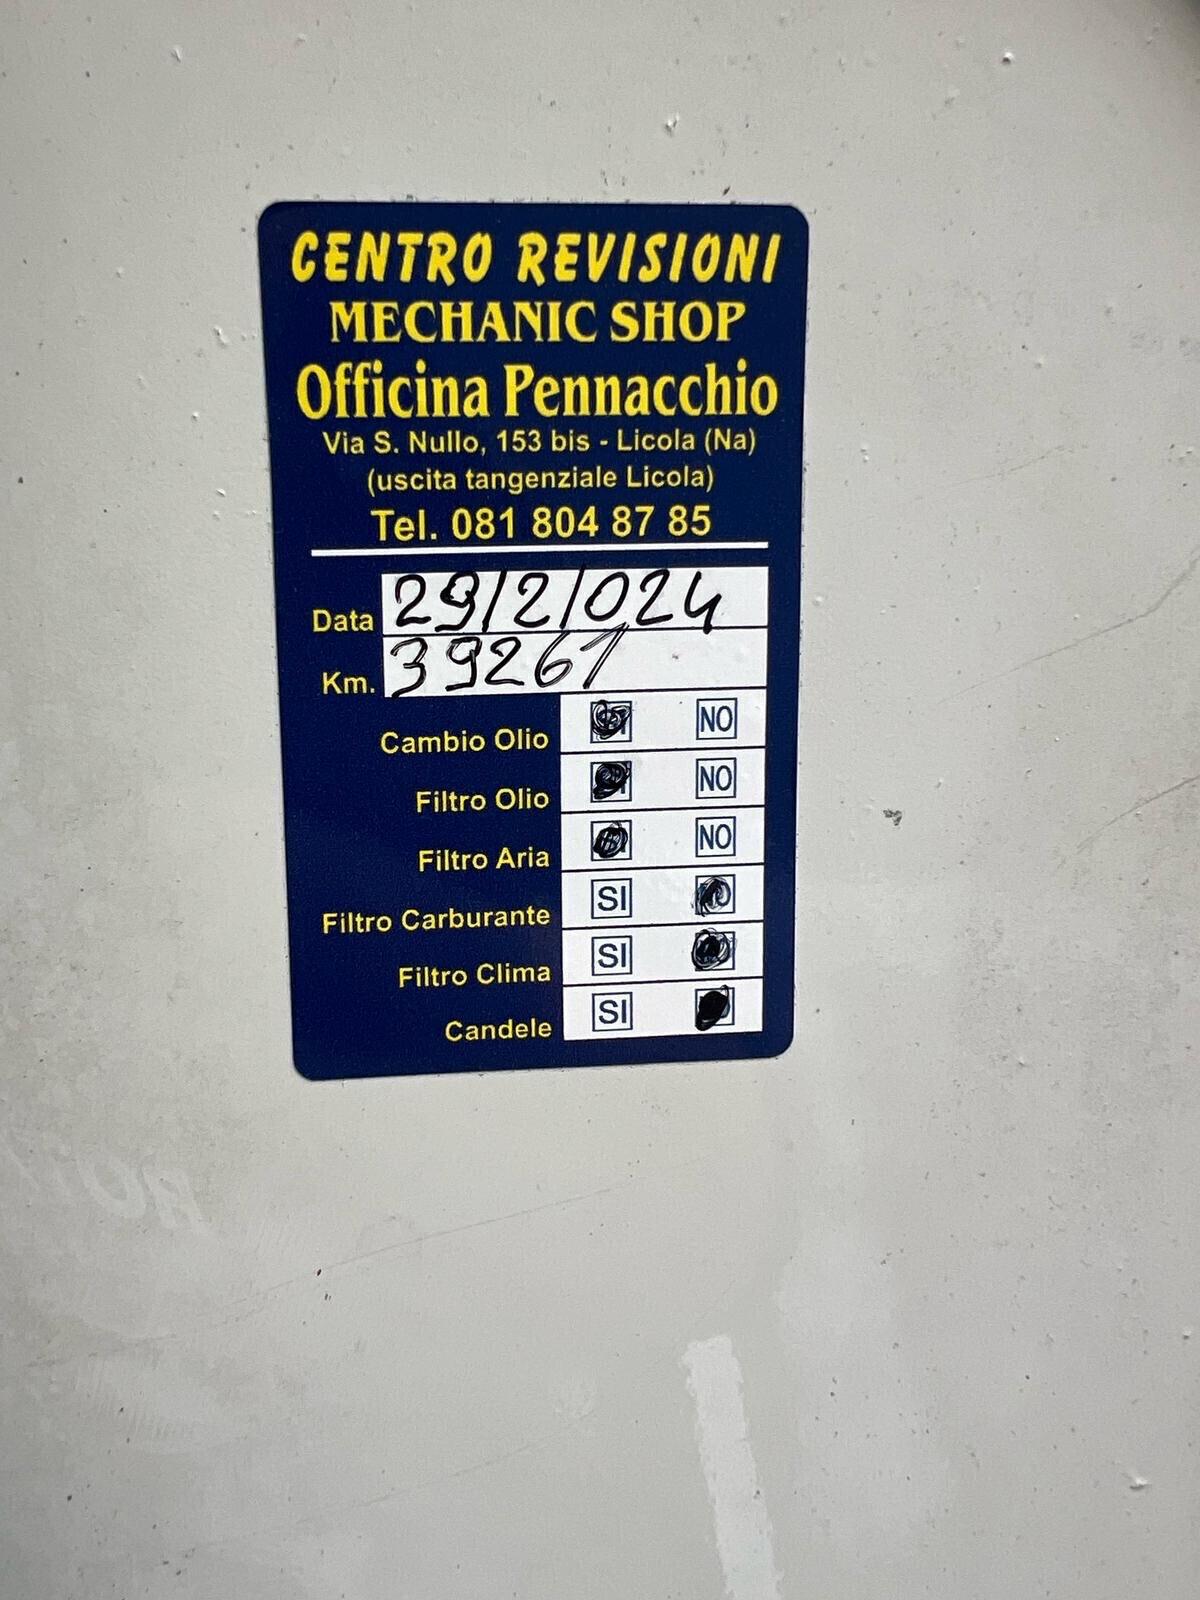 CENTRO REVISIONI
MECHANIC SHOP
Officina Pennacchio
Via S. Nullo, 153 bis - Licola (Na)
(uscita tangenziale Licola)
Tel. 081 804 87 85
Data 29/2/024
Km. 39261
Cambio Olio NO
Filtro Olio NO
Filtro Aria NO
Filtro Carburante SI
Filtro Clima SI
Candele SI